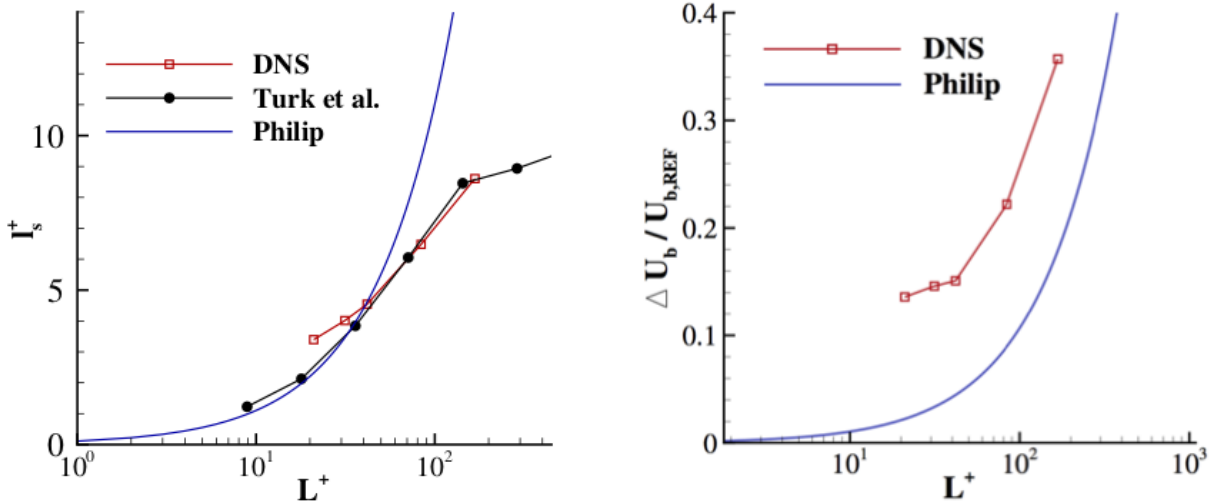 DNS
Turk et al.
Philip
10
5
0
10⁰
10¹
10²
L⁺
lₛ⁺
0.4
0.3
0.2
0.1
0
DNS
Philip
10¹
10²
10³
L⁺
△ U_b / U_b,REF